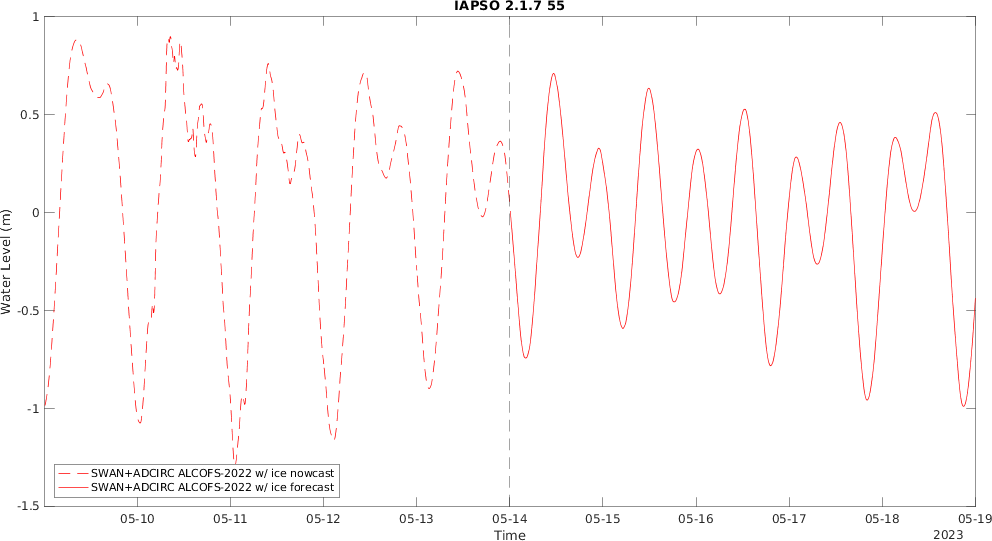 IAPSO 2.1.7 55
1
0.5
0
-0.5
-1
-1.5
Water Level (m)
SWAN+ADCIRC ALCOFS-2022 w/ ice nowcast
SWAN+ADCIRC ALCOFS-2022 w/ ice forecast
05-10 05-11 05-12 05-13 05-14 05-15 05-16 05-17 05-18 05-19
Time
2023